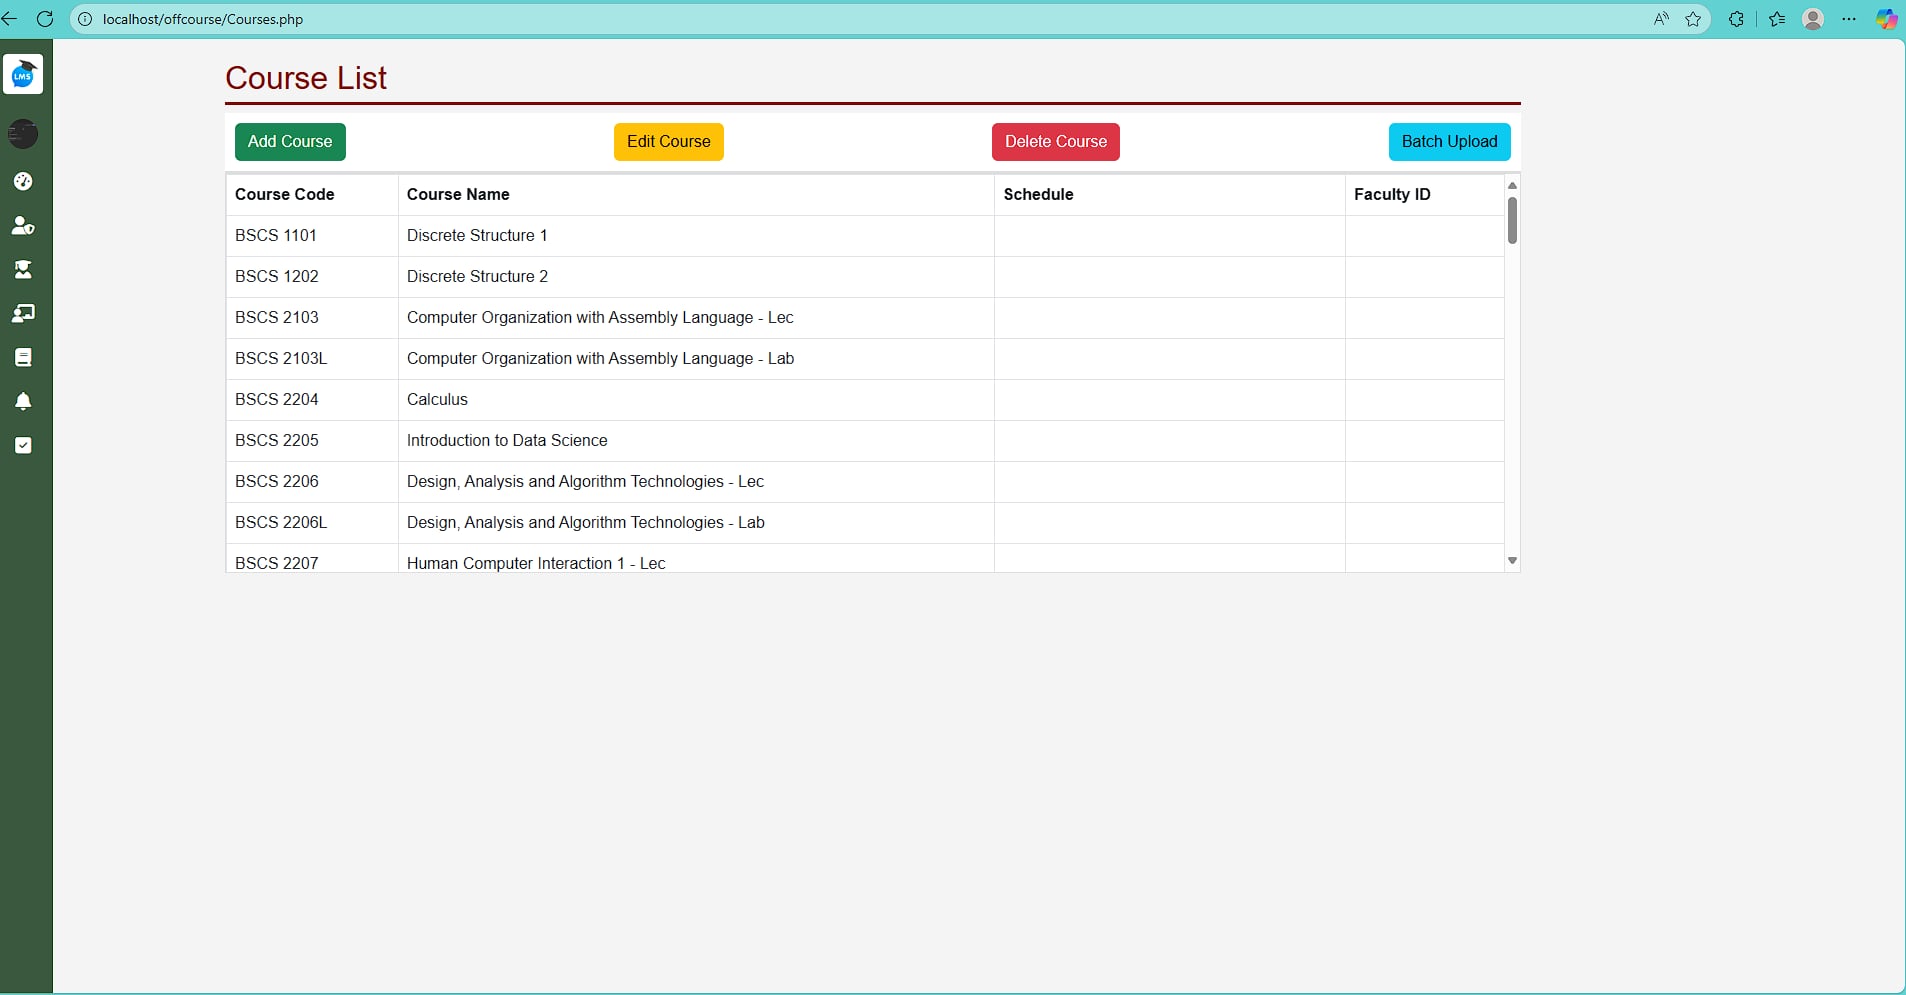 localhost/offcourse/Courses.php
LMS
Course List
Add Course Edit Course Delete Course Batch Upload
Course Code Course Name Schedule Faculty ID
BSCS 1101 Discrete Structure 1
BSCS 1202 Discrete Structure 2
BSCS 2103 Computer Organization with Assembly Language - Lec
BSCS 2103L Computer Organization with Assembly Language - Lab
BSCS 2204 Calculus
BSCS 2205 Introduction to Data Science
BSCS 2206 Design, Analysis and Algorithm Technologies - Lec
BSCS 2206L Design, Analysis and Algorithm Technologies - Lab
BSCS 2207 Human Computer Interaction 1 - Lec